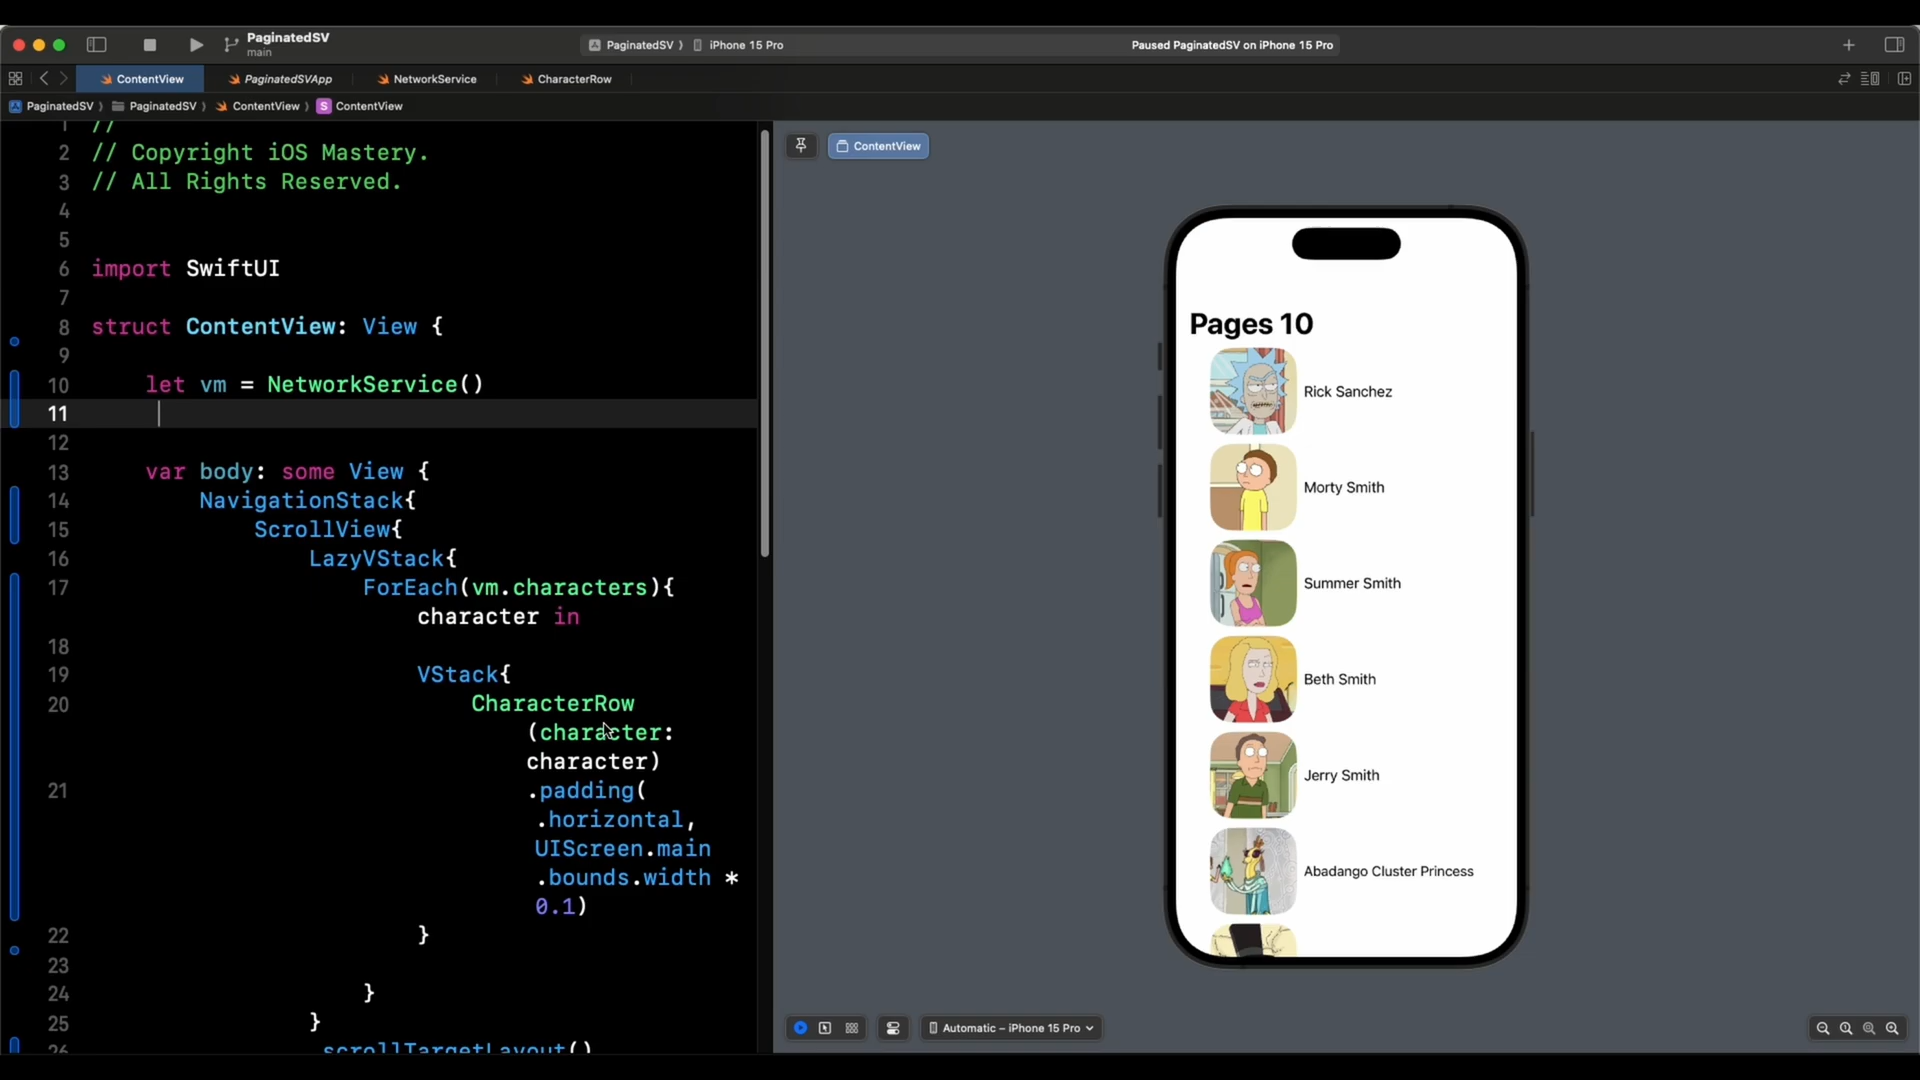 PaginatedSV
main
PaginatedSV ⟩ iPhone 15 Pro
Paused PaginatedSV on iPhone 15 Pro
ContentView
PaginatedSVApp
NetworkService
CharacterRow
PaginatedSV ⟩ PaginatedSV ⟩ ContentView ⟩ S ContentView
1 //
2 // Copyright iOS Mastery.
3 // All Rights Reserved.
4
5
6 import SwiftUI
7
8 struct ContentView: View {
9
10 let vm = NetworkService()
11
12
13 var body: some View {
14 NavigationStack{
15 ScrollView{
16 LazyVStack{
17 ForEach(vm.characters){
character in
18
19 VStack{
20 CharacterRow
(character:
character)
21 .padding(
.horizontal,
UIScreen.main
.bounds.width *
0.1)
22 }
23
24 }
25 }
26 .scrollTargetLayout()
ContentView
Pages 10
Rick Sanchez
Morty Smith
Summer Smith
Beth Smith
Jerry Smith
Abadango Cluster Princess
Automatic – iPhone 15 Pro